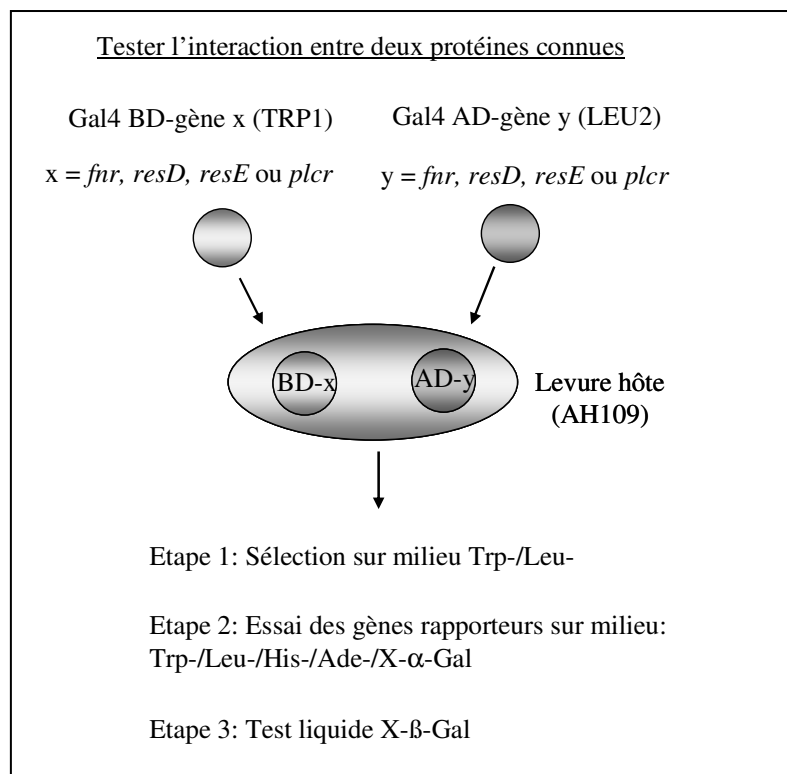 Tester l'interaction entre deux protéines connues
Gal4 BD-gène x (TRP1)
Gal4 AD-gène y (LEU2)
x = fnr, resD, resE ou plcr
y = fnr, resD, resE ou plcr
BD-x
AD-y
Levure hôte
(AH109)
Etape 1: Sélection sur milieu Trp-/Leu-
Etape 2: Essai des gènes rapporteurs sur milieu:
Trp-/Leu-/His-/Ade-/X-α-Gal
Etape 3: Test liquide X-ß-Gal